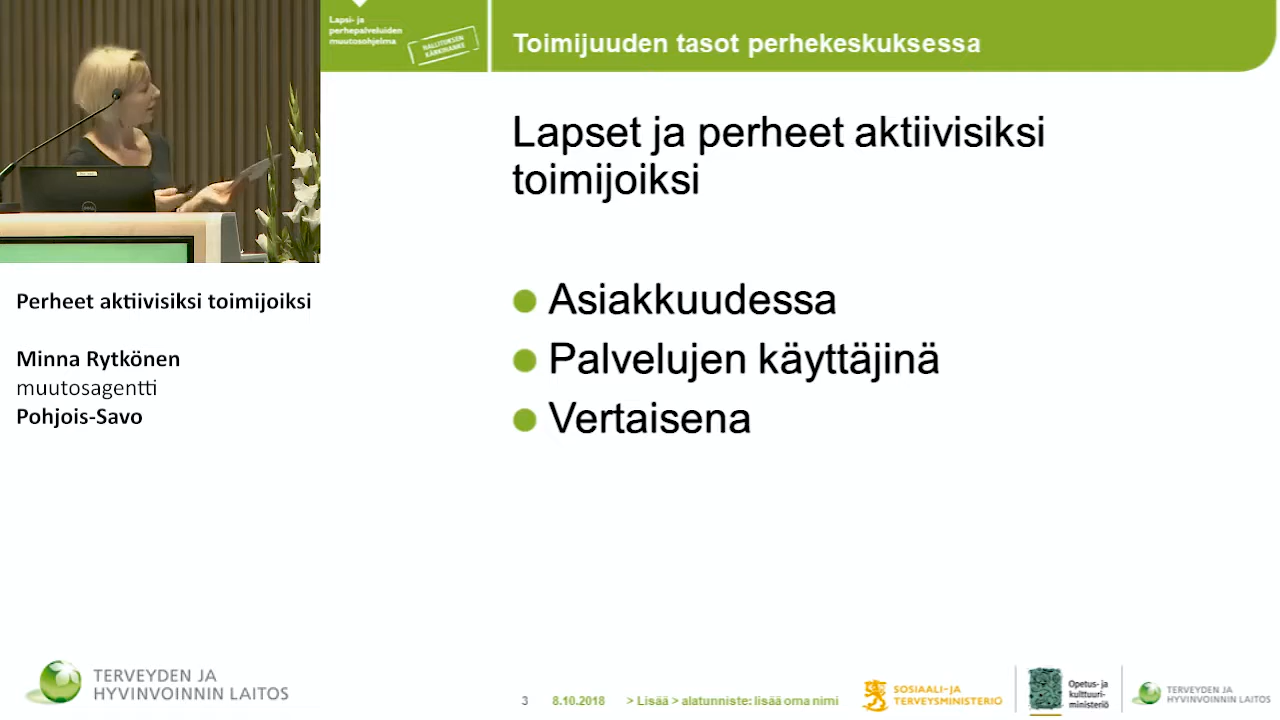 Lapsi- ja
perhepalveluiden
muutosohjelma
HALLITUKSEN
KÄRKIHANKE
Toimijuuden tasot perhekeskuksessa
Lapset ja perheet aktiivisiksi
toimijoiksi
Asiakkuudessa
Palvelujen käyttäjinä
Vertaisena
Perheet aktiivisiksi toimijoiksi
Minna Rytkönen
muutosagentti
Pohjois-Savo
TERVEYDEN JA
HYVINVOINNIN LAITOS
3 8.10.2018 > Lisää > alatunniste: lisää oma nimi
SOSIAALI- JA
TERVEYSMINISTERIÖ
Opetus- ja
kulttuuri-
ministeriö
TERVEYDEN JA
HYVINVOINNIN LAITOS